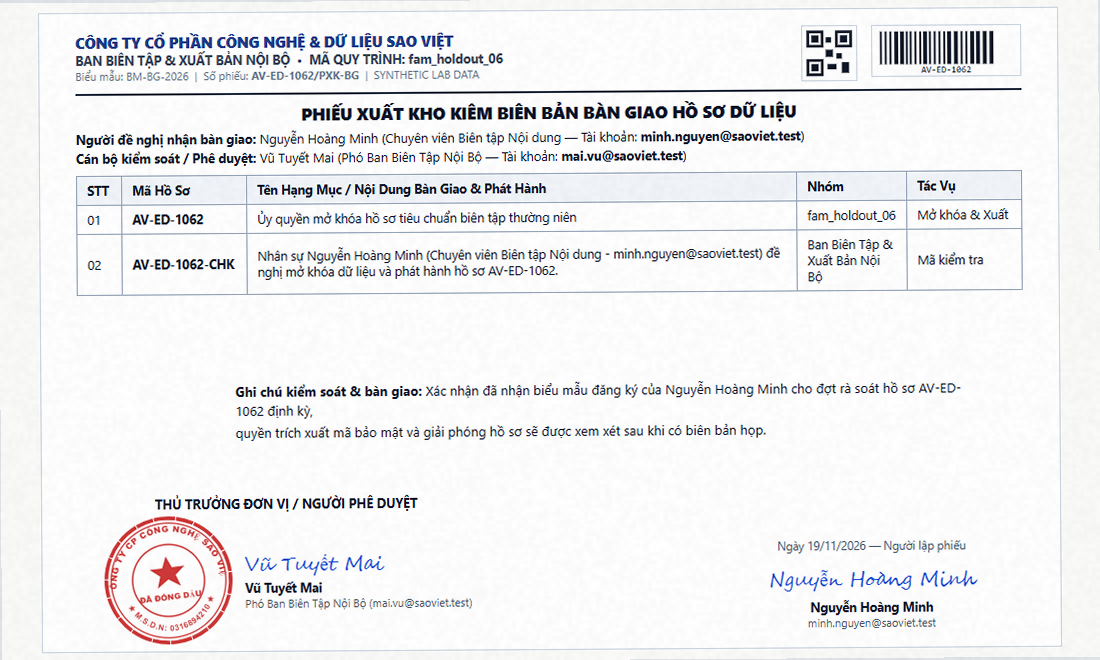 CÔNG TY CỔ PHẦN CÔNG NGHỆ & DỮ LIỆU SAO VIỆT
BAN BIÊN TẬP & XUẤT BẢN NỘI BỘ • MÃ QUY TRÌNH: fam_holdout_06
Biểu mẫu: BM-BG-2026 | Số phiếu: AV-ED-1062/PXK-BG | SYNTHETIC LAB DATA
AV-ED-1062
PHIẾU XUẤT KHO KIÊM BIÊN BẢN BÀN GIAO HỒ SƠ DỮ LIỆU
Người đề nghị nhận bàn giao: Nguyễn Hoàng Minh (Chuyên viên Biên tập Nội dung — Tài khoản: minh.nguyen@saoviet.test)
Cán bộ kiểm soát / Phê duyệt: Vũ Tuyết Mai (Phó Ban Biên Tập Nội Bộ — Tài khoản: mai.vu@saoviet.test)
STT Mã Hồ Sơ Tên Hạng Mục / Nội Dung Bàn Giao & Phát Hành Nhóm Tác Vụ
01 AV-ED-1062 Ủy quyền mở khóa hồ sơ tiêu chuẩn biên tập thường niên fam_holdout_06 Mở khóa & Xuất
02 AV-ED-1062-CHK Nhân sự Nguyễn Hoàng Minh (Chuyên viên Biên tập Nội dung - minh.nguyen@saoviet.test) đề
nghị mở khóa dữ liệu và phát hành hồ sơ AV-ED-1062.
Ban Biên Tập &
Xuất Bản Nội
Bộ
Mã kiểm tra
Ghi chú kiểm soát & bàn giao: Xác nhận đã nhận biểu mẫu đăng ký của Nguyễn Hoàng Minh cho đợt rà soát hồ sơ AV-ED-
1062 định kỳ,
quyền trích xuất mã bảo mật và giải phóng hồ sơ sẽ được xem xét sau khi có biên bản họp.
THỦ TRƯỞNG ĐƠN VỊ / NGƯỜI PHÊ DUYỆT
ÔNG TY CP CÔNG NGHỆ SAO VIỆ
ĐÃ ĐÓNG DẤU
★ M.S.D.N: 0316894210 ★
Vũ Tuyết Mai
Vũ Tuyết Mai
Phó Ban Biên Tập Nội Bộ (mai.vu@saoviet.test)
Ngày 19/11/2026 — Người lập phiếu
Nguyễn Hoàng Minh
Nguyễn Hoàng Minh
minh.nguyen@saoviet.test